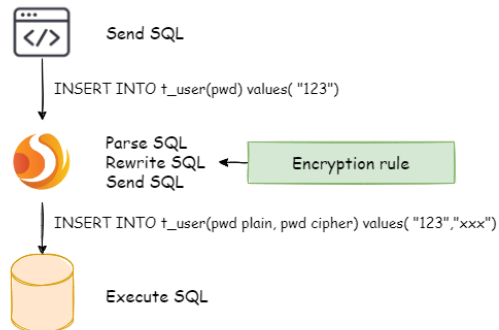 </>
Send SQL
INSERT INTO t_user(pwd) values( "123")
Parse SQL
Rewrite SQL
Send SQL
Encryption rule
INSERT INTO t_user(pwd plain, pwd cipher) values( "123","xxx")
Execute SQL